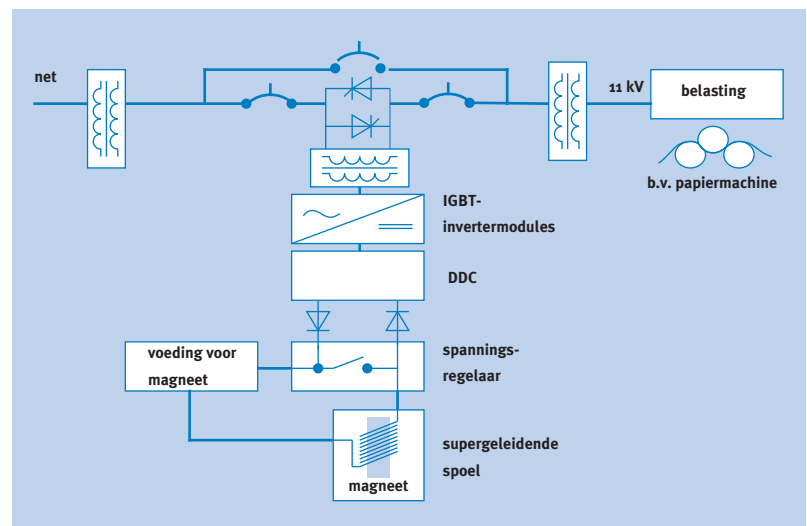 net
11 kV
belasting
b.v. papiermachine
IGBT-
invertermodules
DDC
voeding voor
magneet
spannings-
regelaar
supergeleidende
spoel
magneet